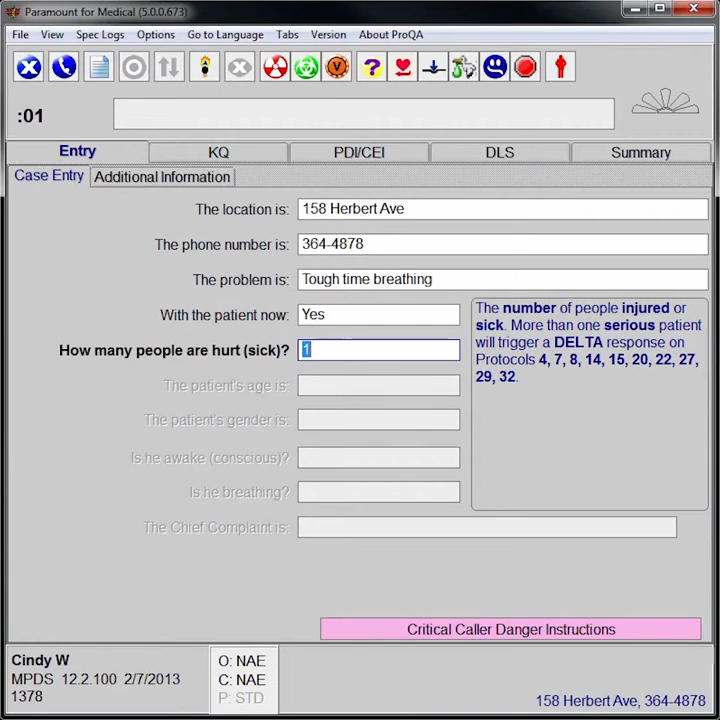 Paramount for Medical (5.0.0.673)
File View Spec Logs Options Go to Language Tabs Version About ProQA
:01
Entry KQ PDI/CEI DLS Summary
Case Entry Additional Information
The location is: 158 Herbert Ave
The phone number is: 364-4878
The problem is: Tough time breathing
With the patient now: Yes
How many people are hurt (sick)? 1
The patient's age is:
The patient's gender is:
Is he awake (conscious)?
Is he breathing?
The Chief Complaint is:
The number of people injured or
sick. More than one serious patient
will trigger a DELTA response on
Protocols 4, 7, 8, 14, 15, 20, 22, 27,
29, 32.
Critical Caller Danger Instructions
Cindy W
MPDS 12.2.100 2/7/2013
1378
O: NAE
C: NAE
P: STD
158 Herbert Ave, 364-4878